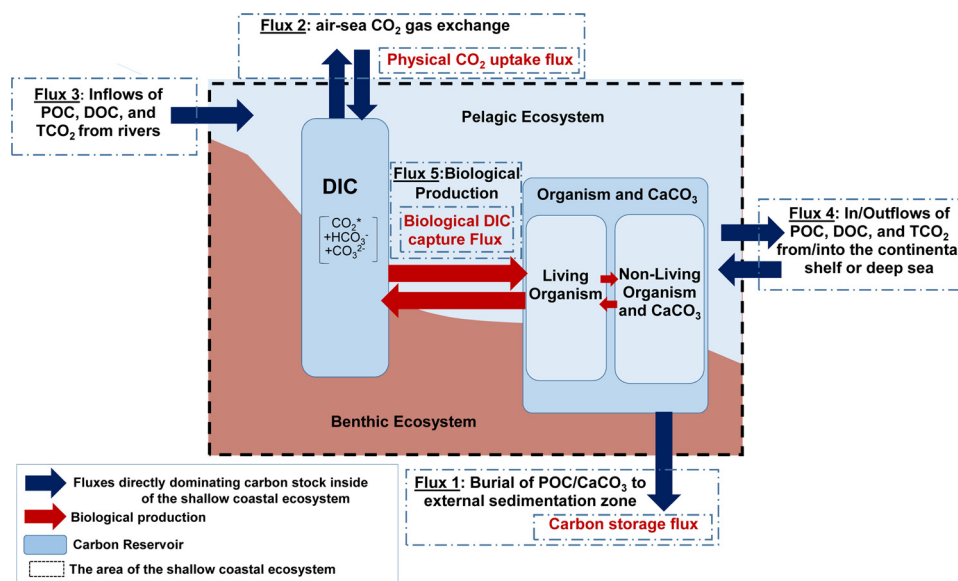 Flux 2: air-sea CO₂ gas exchange
Physical CO₂ uptake flux
Flux 3: Inflows of
POC, DOC, and
TCO₂ from rivers
Pelagic Ecosystem
DIC
CO₂*
+HCO₃⁻
+CO₃²⁻
Flux 5:Biological
Production
Biological DIC
capture Flux
Organism and CaCO₃
Living
Organism
Non-Living
Organism
and CaCO₃
Flux 4: In/Outflows of
POC, DOC, and TCO₂
from/into the continenta
shelf or deep sea
Benthic Ecosystem
Flux 1: Burial of POC/CaCO₃ to
external sedimentation zone
Carbon storage flux
Fluxes directly dominating carbon stock inside
of the shallow coastal ecosystem
Biological production
Carbon Reservoir
The area of the shallow coastal ecosystem